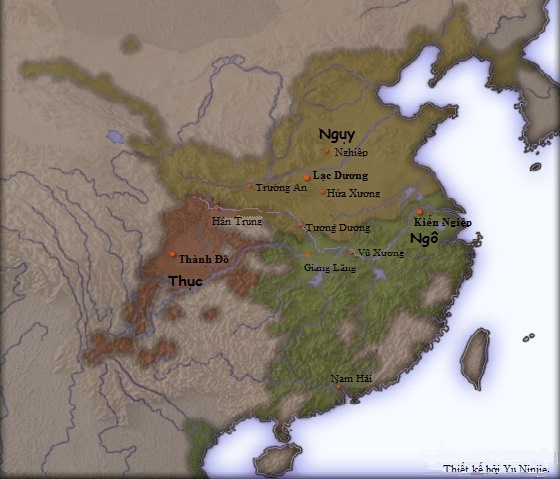 Ngụy
Nghiệp
Lạc Dương
Trường An
Hứa Xương
Hán Trung
Tương Dương
Kiến Nghiệp
Ngô
Thành Đô
Vũ Xương
Giang Lăng
Thục
Nam Hải
Thiết kế bởi Yu Ninjie.